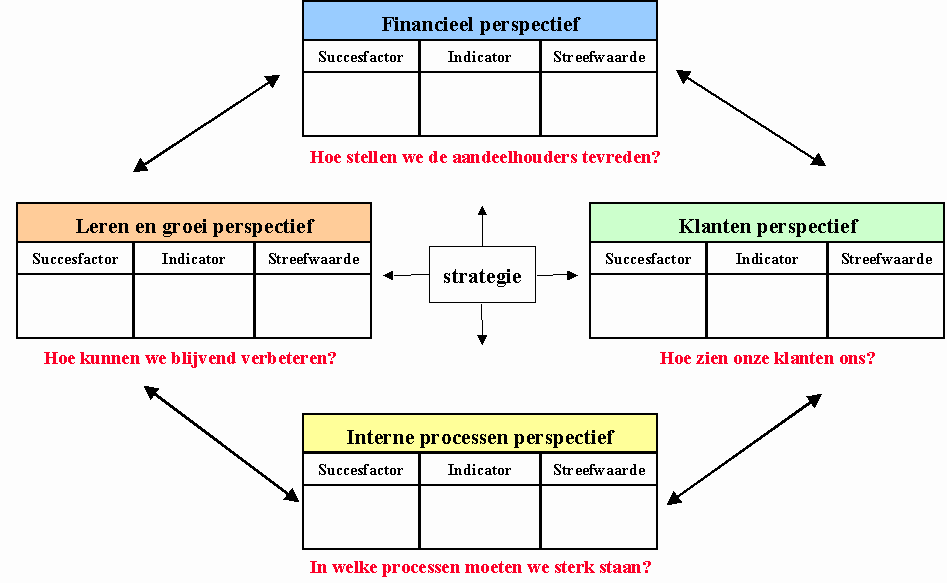 Financieel perspectief
Succesfactor Indicator Streefwaarde
Hoe stellen we de aandeelhouders tevreden?
Leren en groei perspectief
Succesfactor Indicator Streefwaarde
Hoe kunnen we blijvend verbeteren?
strategie
Klanten perspectief
Succesfactor Indicator Streefwaarde
Hoe zien onze klanten ons?
Interne processen perspectief
Succesfactor Indicator Streefwaarde
In welke processen moeten we sterk staan?